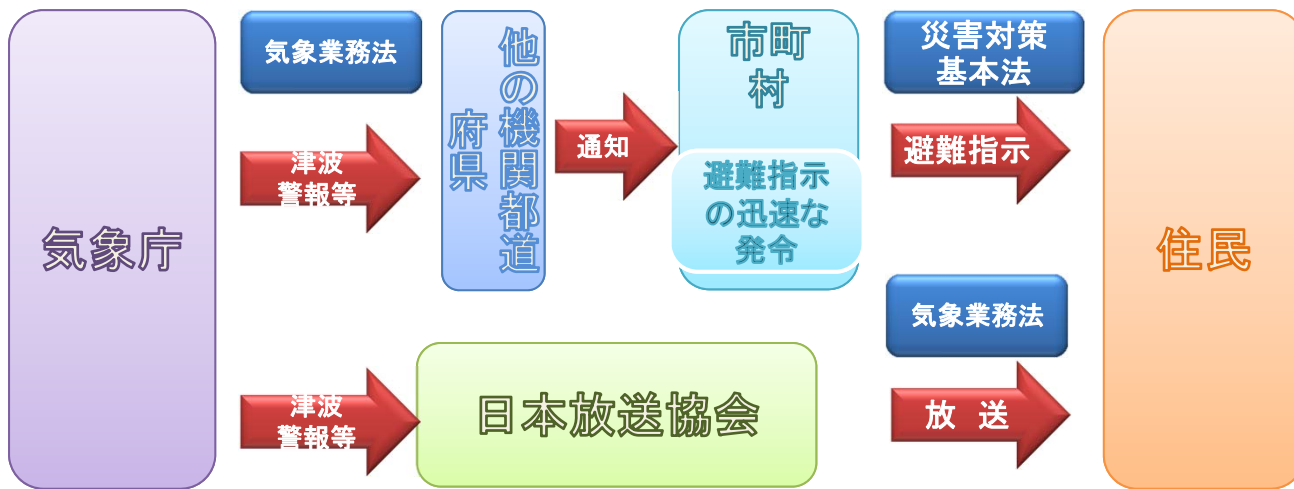 気象庁
気象業務法
津波
警報等
他の機関都道
府県
通知
市町
村
避難指示
の迅速な
発令
災害対策
基本法
避難指示
住民
津波
警報等
日本放送協会
気象業務法
放 送